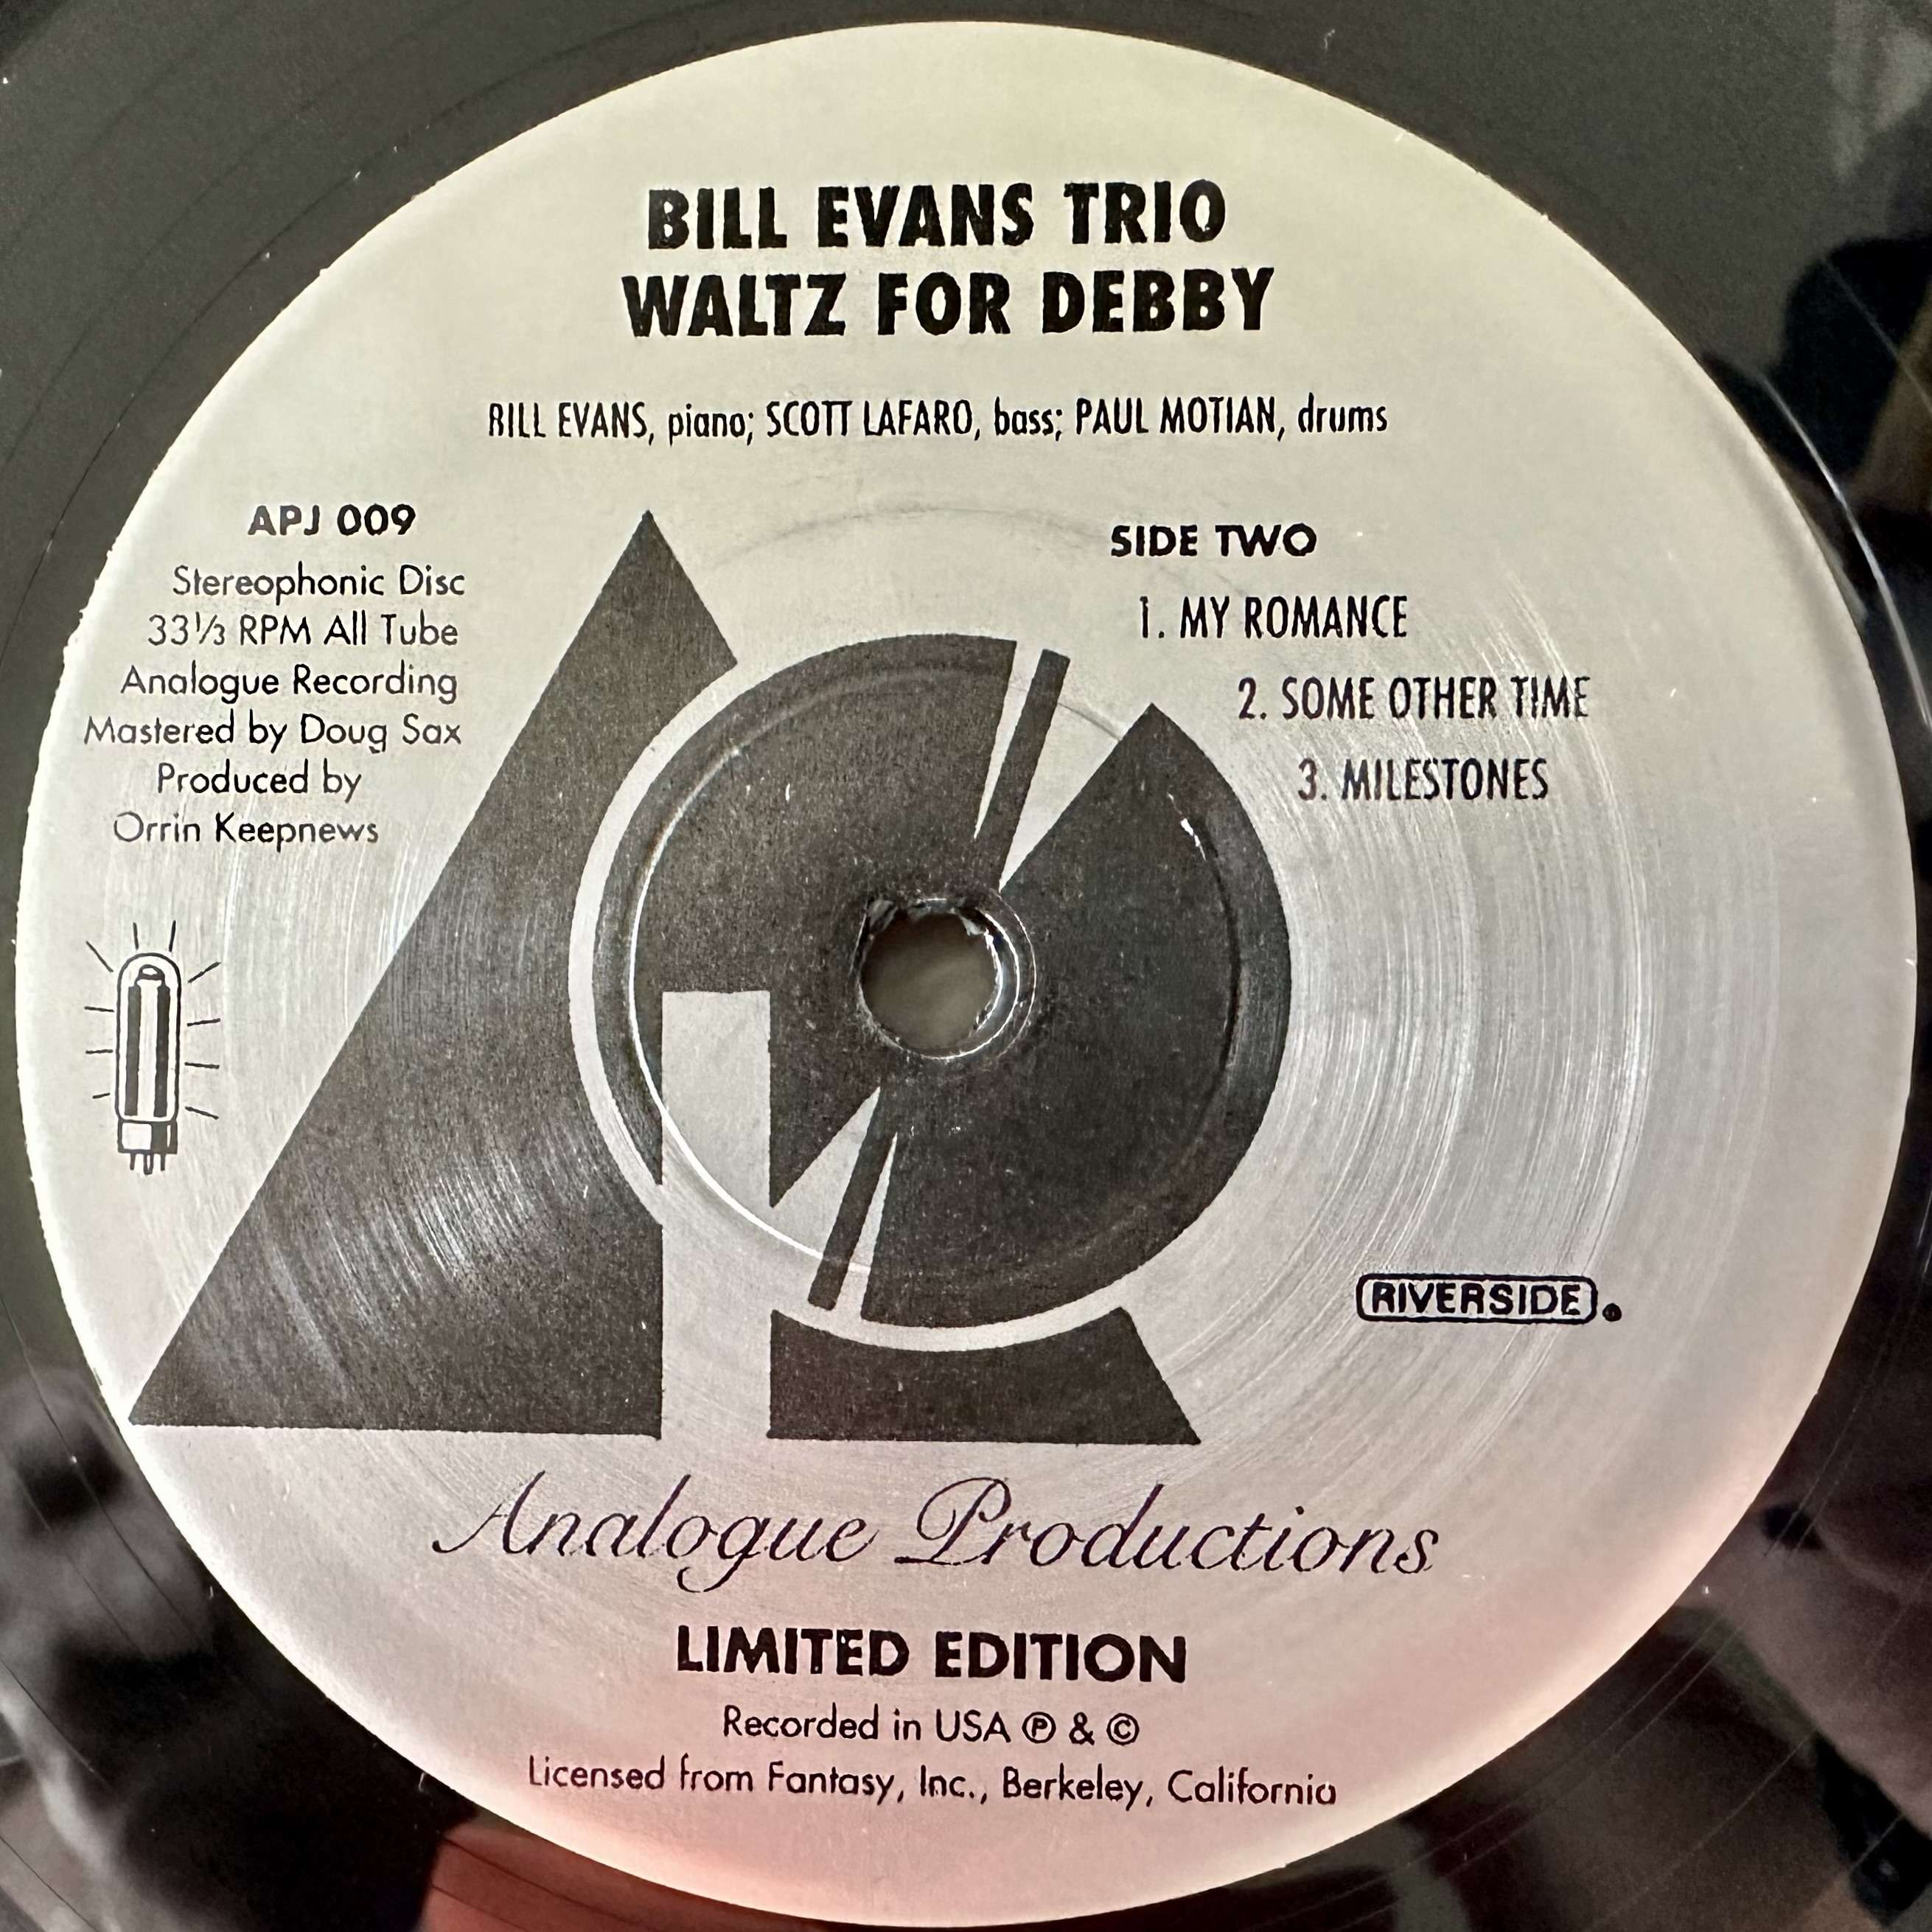 BILL EVANS TRIO
WALTZ FOR DEBBY
BILL EVANS, piano; SCOTT LAFARO, bass; PAUL MOTIAN, drums
APJ 009
Stereophonic Disc
33⅓ RPM All Tube
Analogue Recording
Mastered by Doug Sax
Produced by
Orrin Keepnews
SIDE TWO
1. MY ROMANCE
2. SOME OTHER TIME
3. MILESTONES
RIVERSIDE®
Analogue Productions
LIMITED EDITION
Recorded in USA ℗ & ©
Licensed from Fantasy, Inc., Berkeley, California